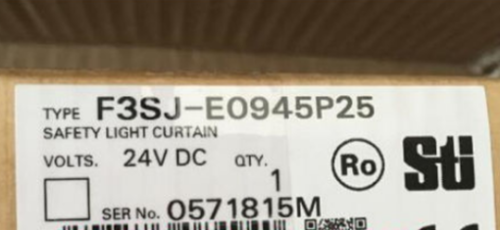 TYPE F3SJ-E0945P25
SAFETY LIGHT CURTAIN
VOLTS. 24V DC QTY. 1
Ro Sti
SER No. 0571815M